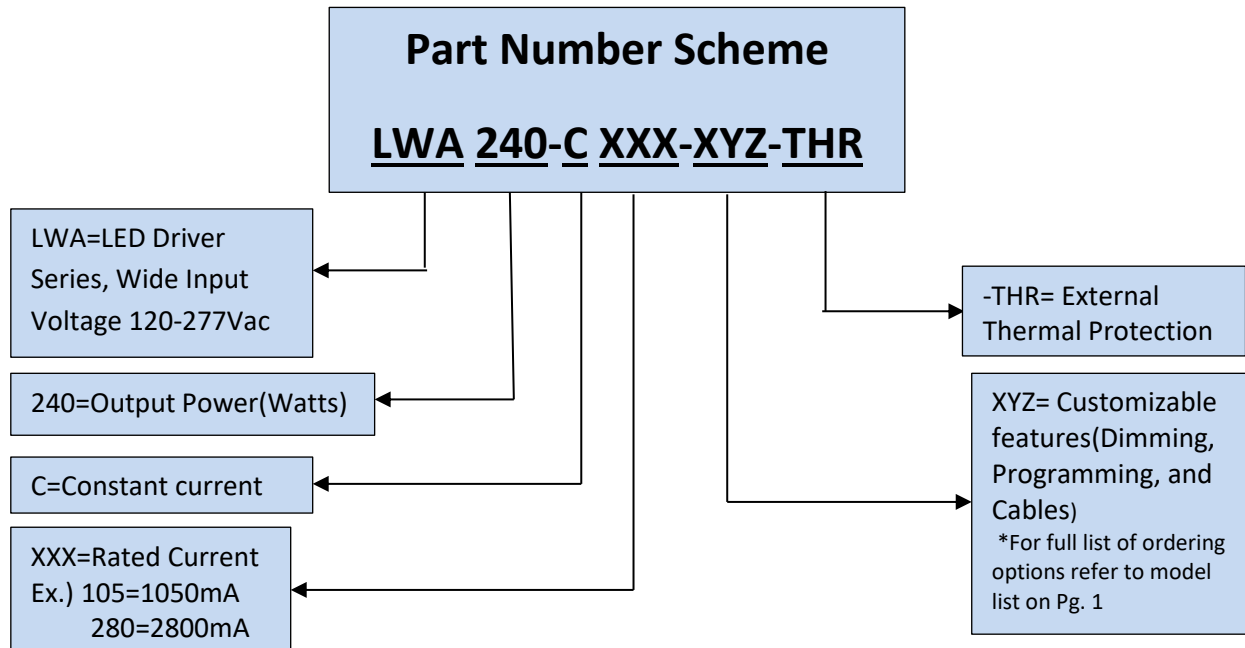 Part Number Scheme
LWA 240-C XXX-XYZ-THR
LWA=LED Driver
Series, Wide Input
Voltage 120-277Vac
240=Output Power(Watts)
C=Constant current
XXX=Rated Current
Ex.) 105=1050mA
280=2800mA
-THR= External
Thermal Protection
XYZ= Customizable
features(Dimming,
Programming, and
Cables)
*For full list of ordering
options refer to model
list on Pg. 1